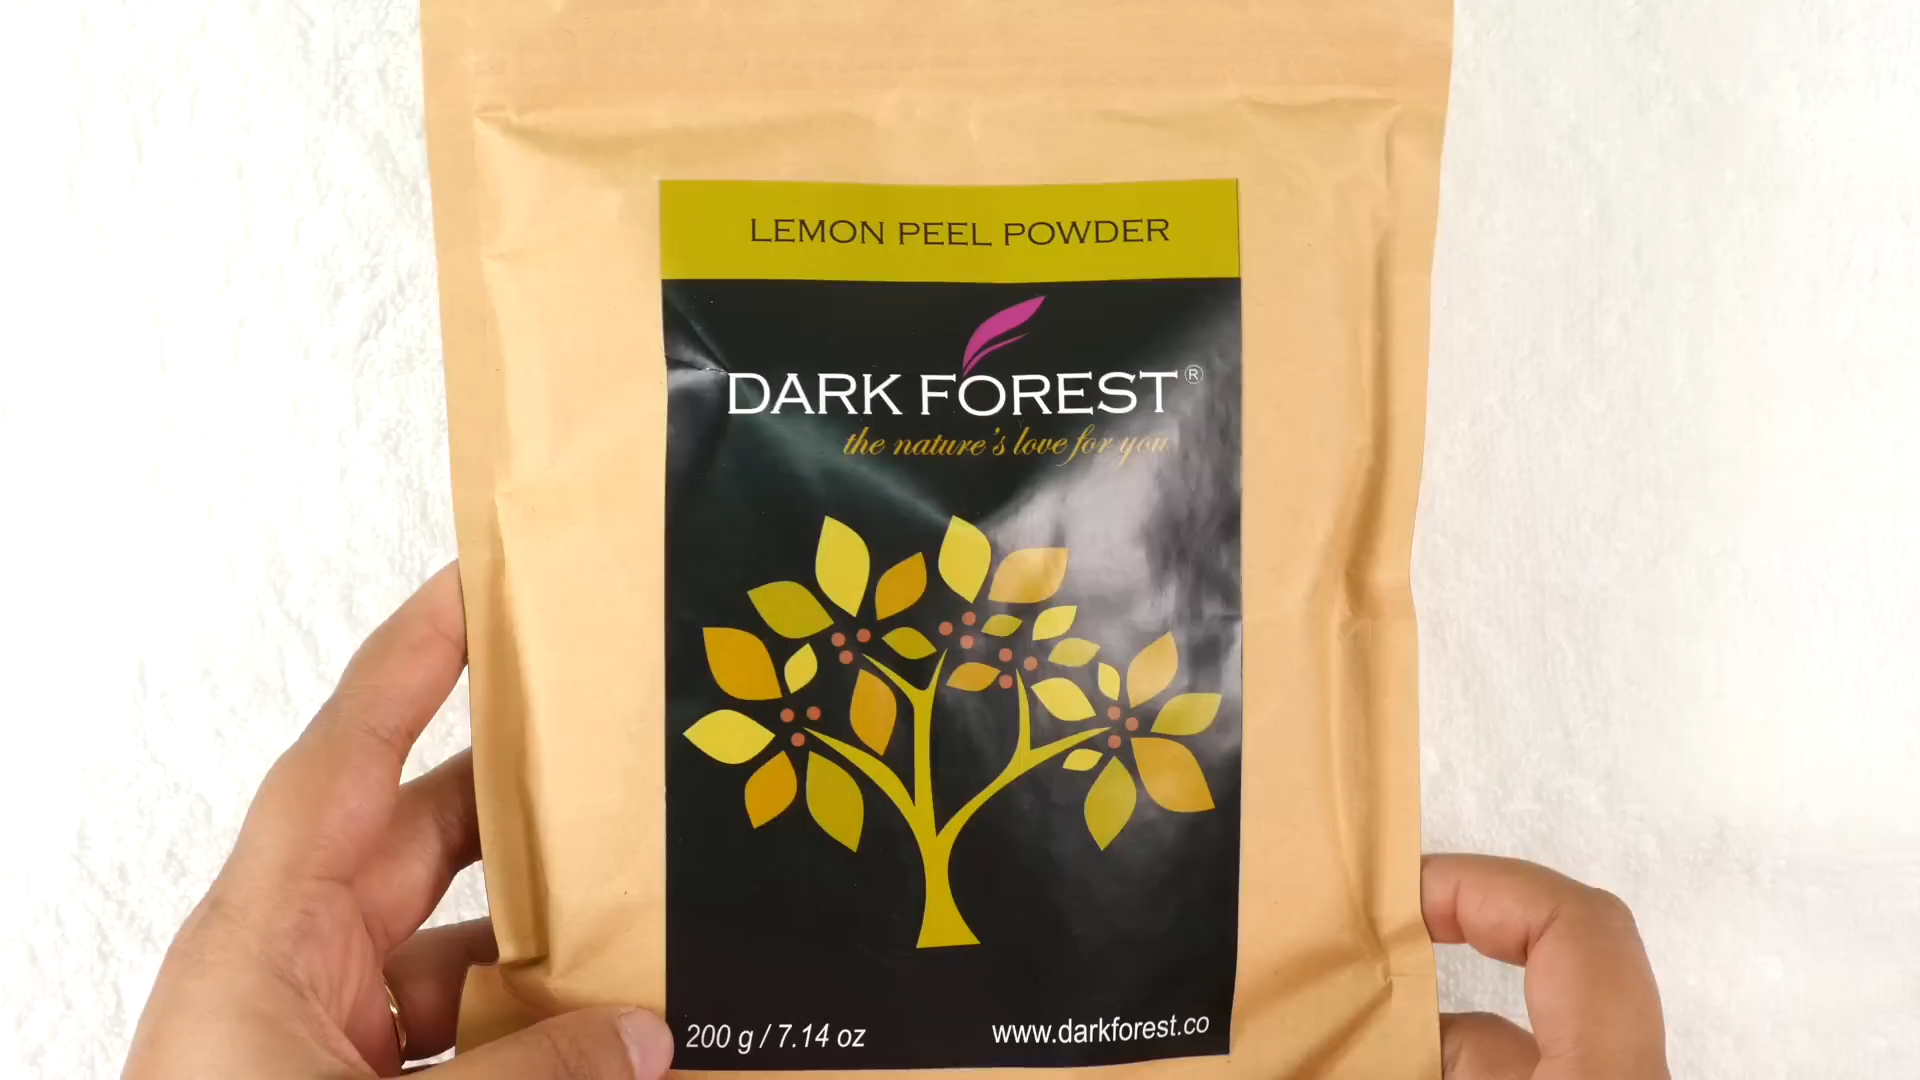 LEMON PEEL POWDER
DARK FOREST®
the nature's love for you
200 g / 7.14 oz
www.darkforest.co